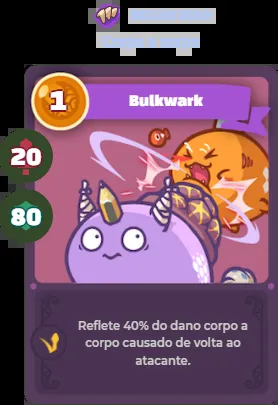 1
Bulkwark
20
80
Reflete 40% do dano corpo a
corpo causado de volta ao
atacante.